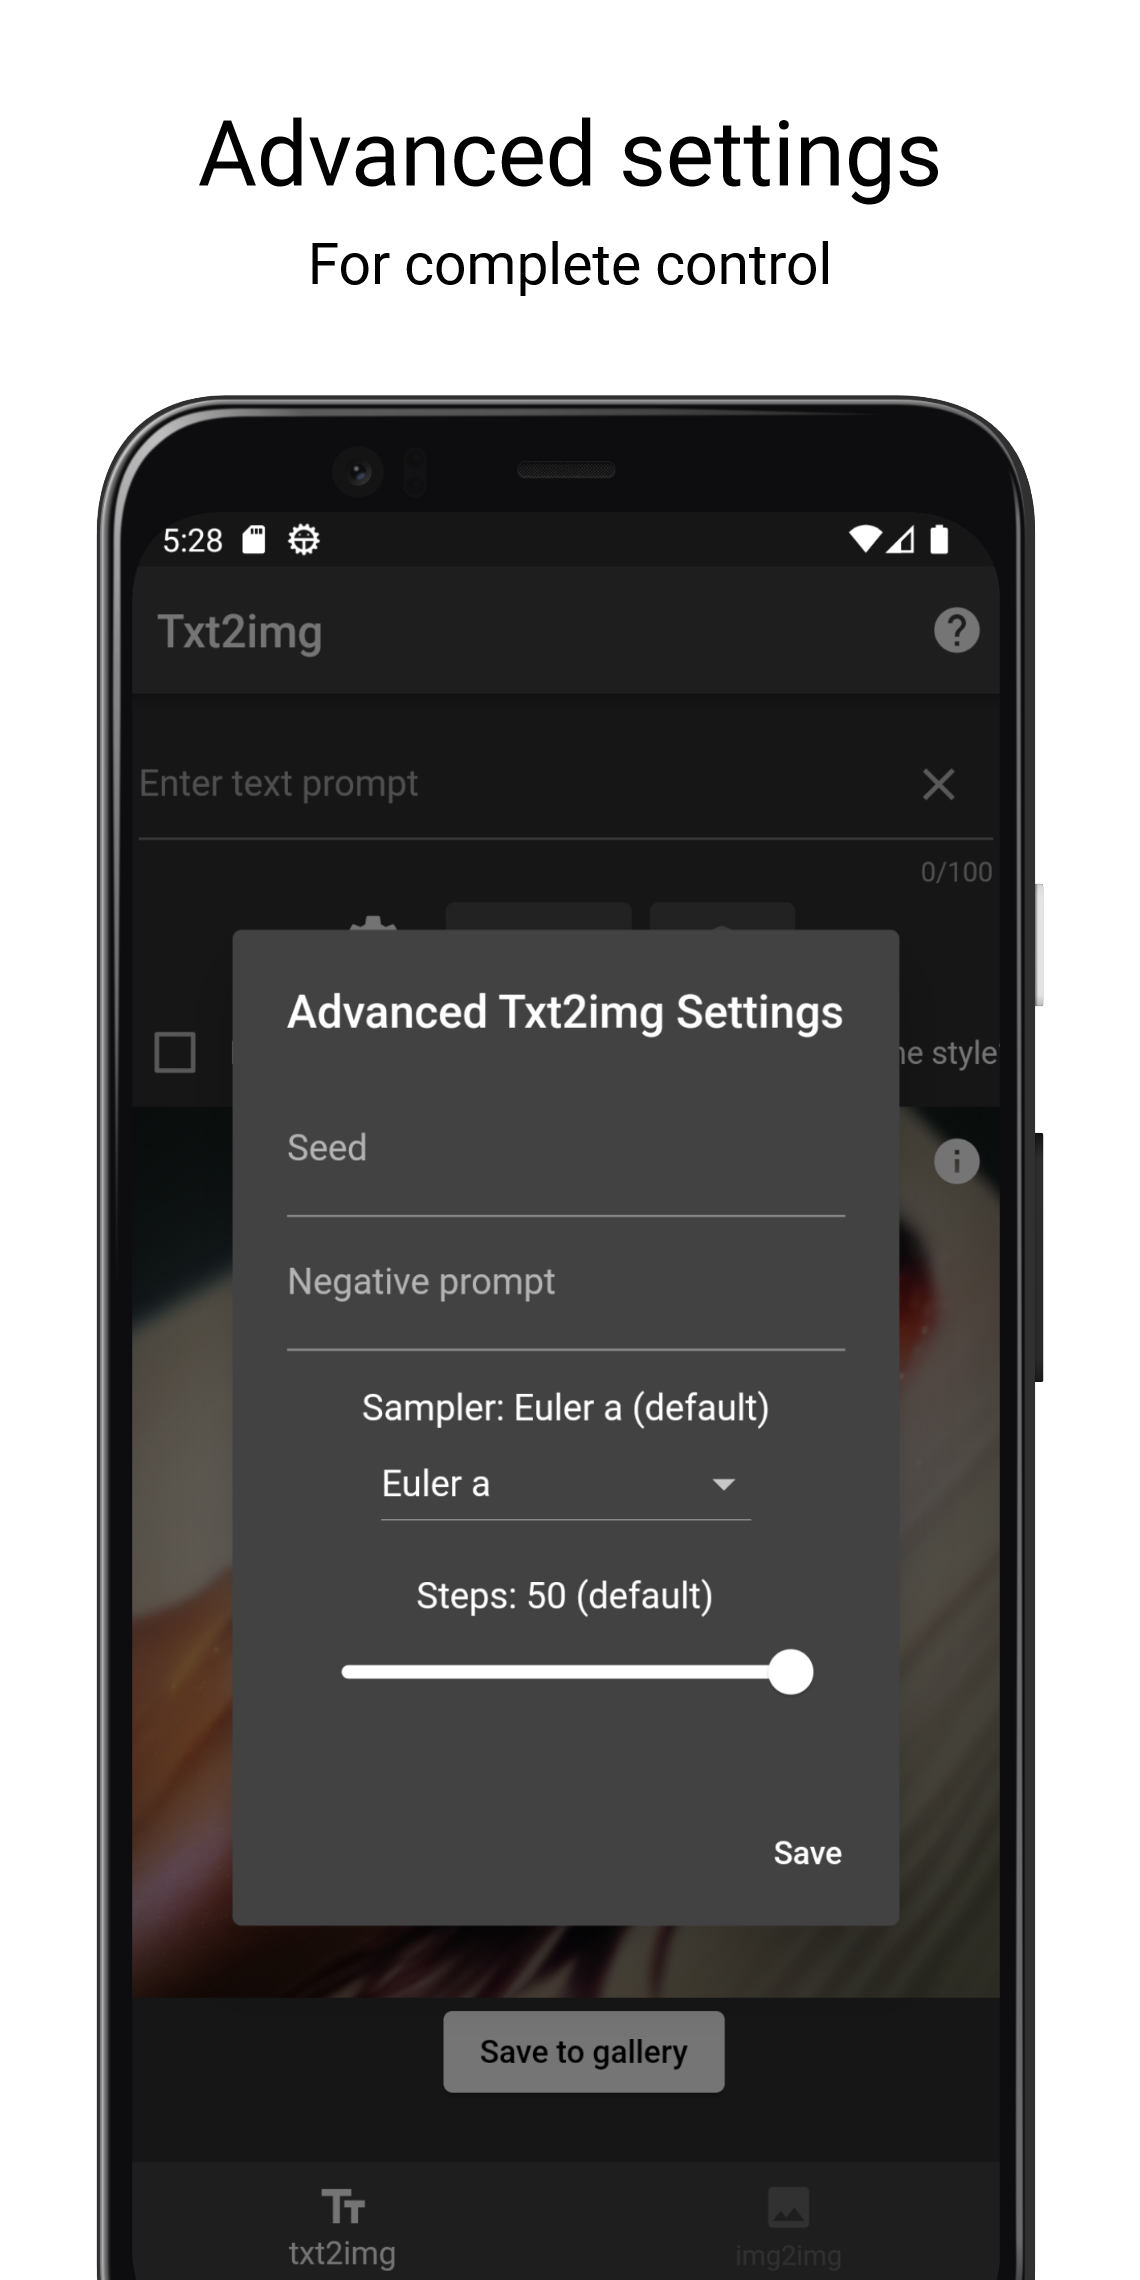 Advanced settings
For complete control
5:28
Txt2img
Enter text prompt
0/100
Advanced Txt2img Settings
style
Seed
Negative prompt
Sampler: Euler a (default)
Euler a
Steps: 50 (default)
Save
Save to gallery
txt2img
img2img